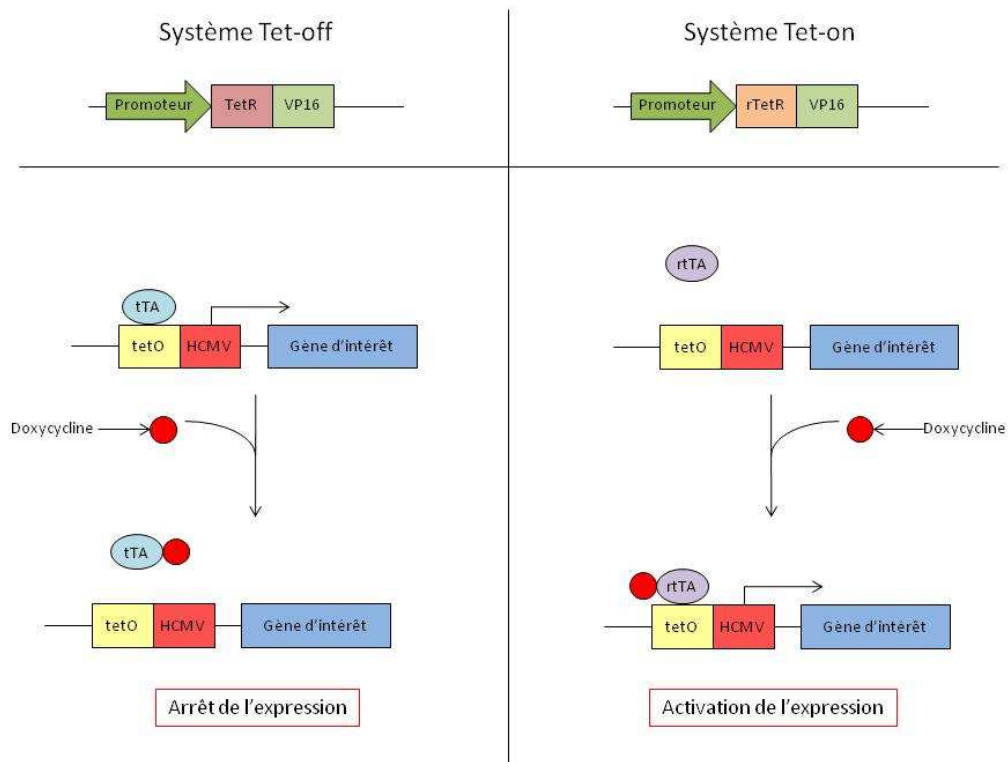 Système Tet-off
Promoteur TetR VP16
tTA
tetO HCMV Gène d'intérêt
Doxycycline
tTA
tetO HCMV Gène d'intérêt
Arrêt de l'expression
Système Tet-on
Promoteur rTetR VP16
rtTA
tetO HCMV Gène d'intérêt
Doxycycline
rtTA
tetO HCMV Gène d'intérêt
Activation de l'expression